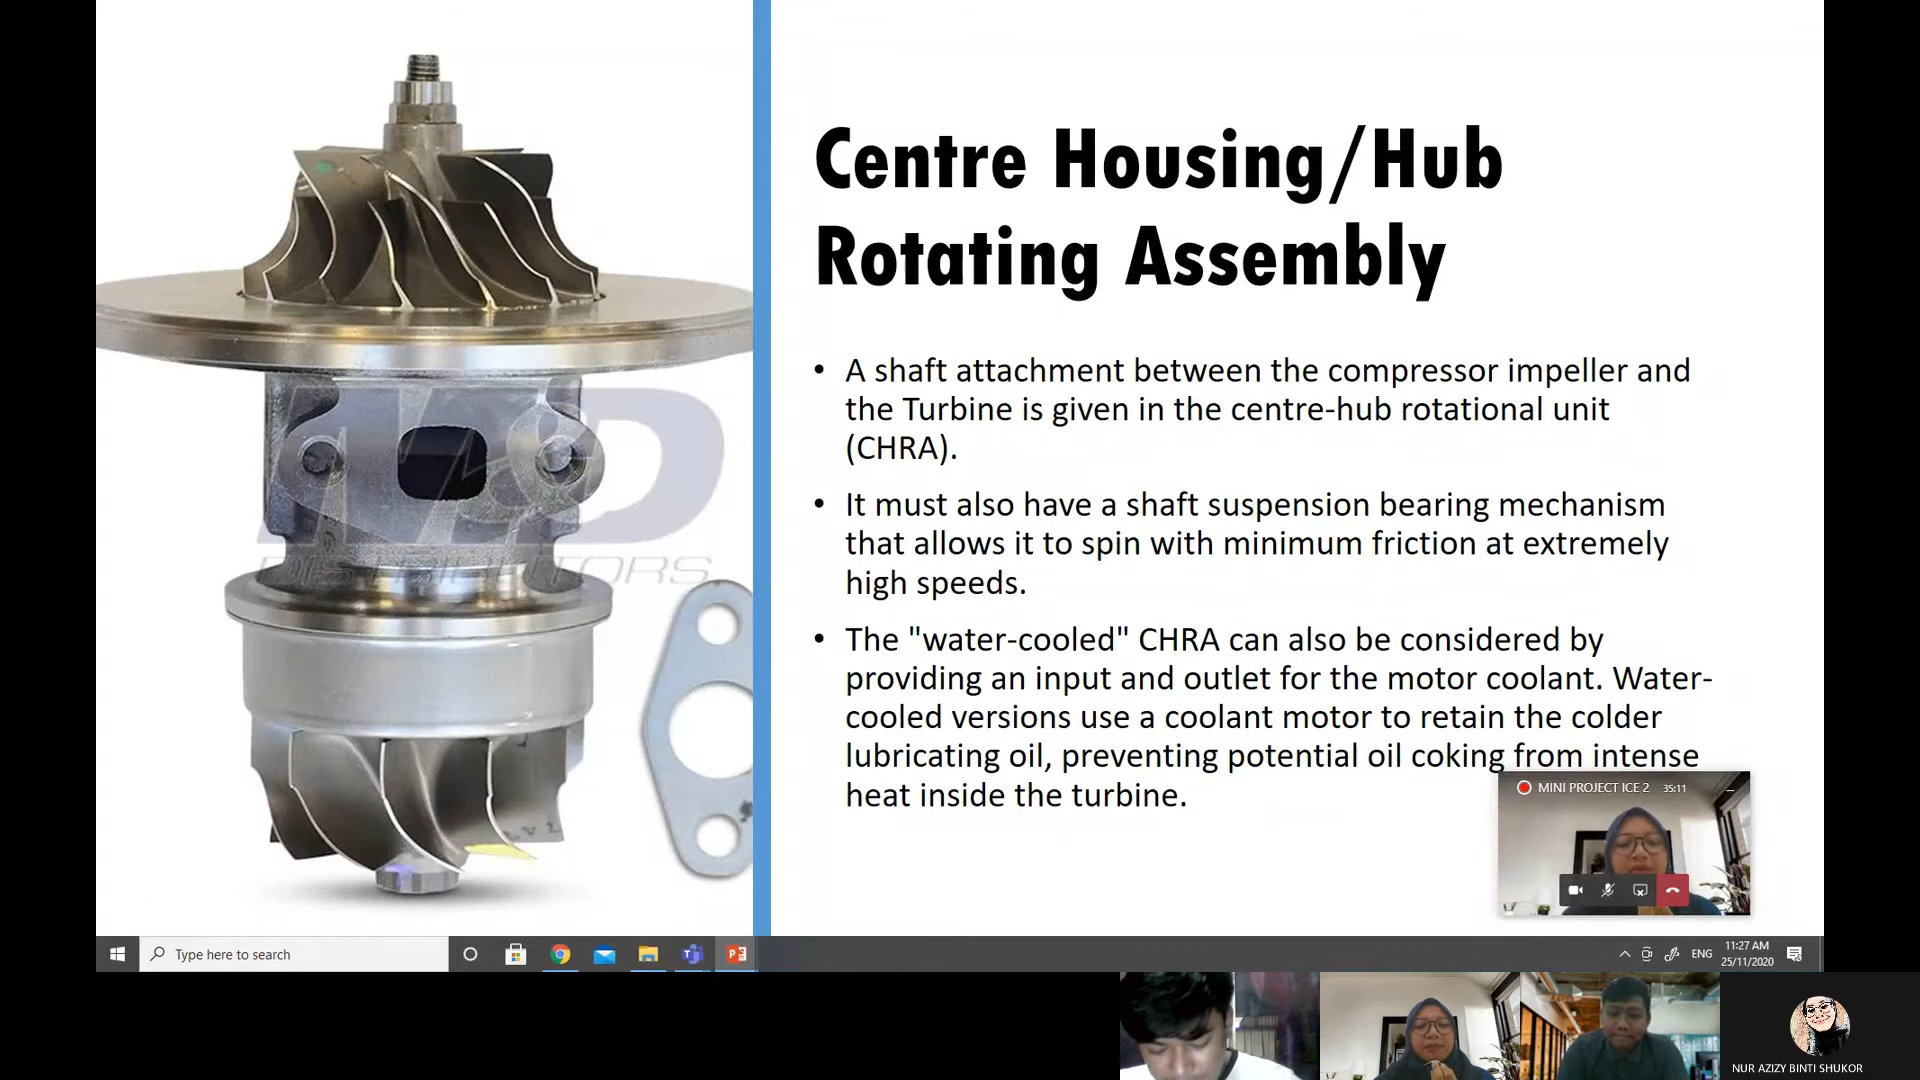 Centre Housing/Hub
Rotating Assembly
• A shaft attachment between the compressor impeller and
the Turbine is given in the centre-hub rotational unit
(CHRA).
• It must also have a shaft suspension bearing mechanism
that allows it to spin with minimum friction at extremely
high speeds.
• The "water-cooled" CHRA can also be considered by
providing an input and outlet for the motor coolant. Water-
cooled versions use a coolant motor to retain the colder
lubricating oil, preventing potential oil coking from intense
heat inside the turbine.
DISTRIBUTORS
MINI PROJECT ICE 2 35:11
Type here to search
ENG
11:27 AM
25/11/2020
NUR AZIZY BINTI SHUKOR